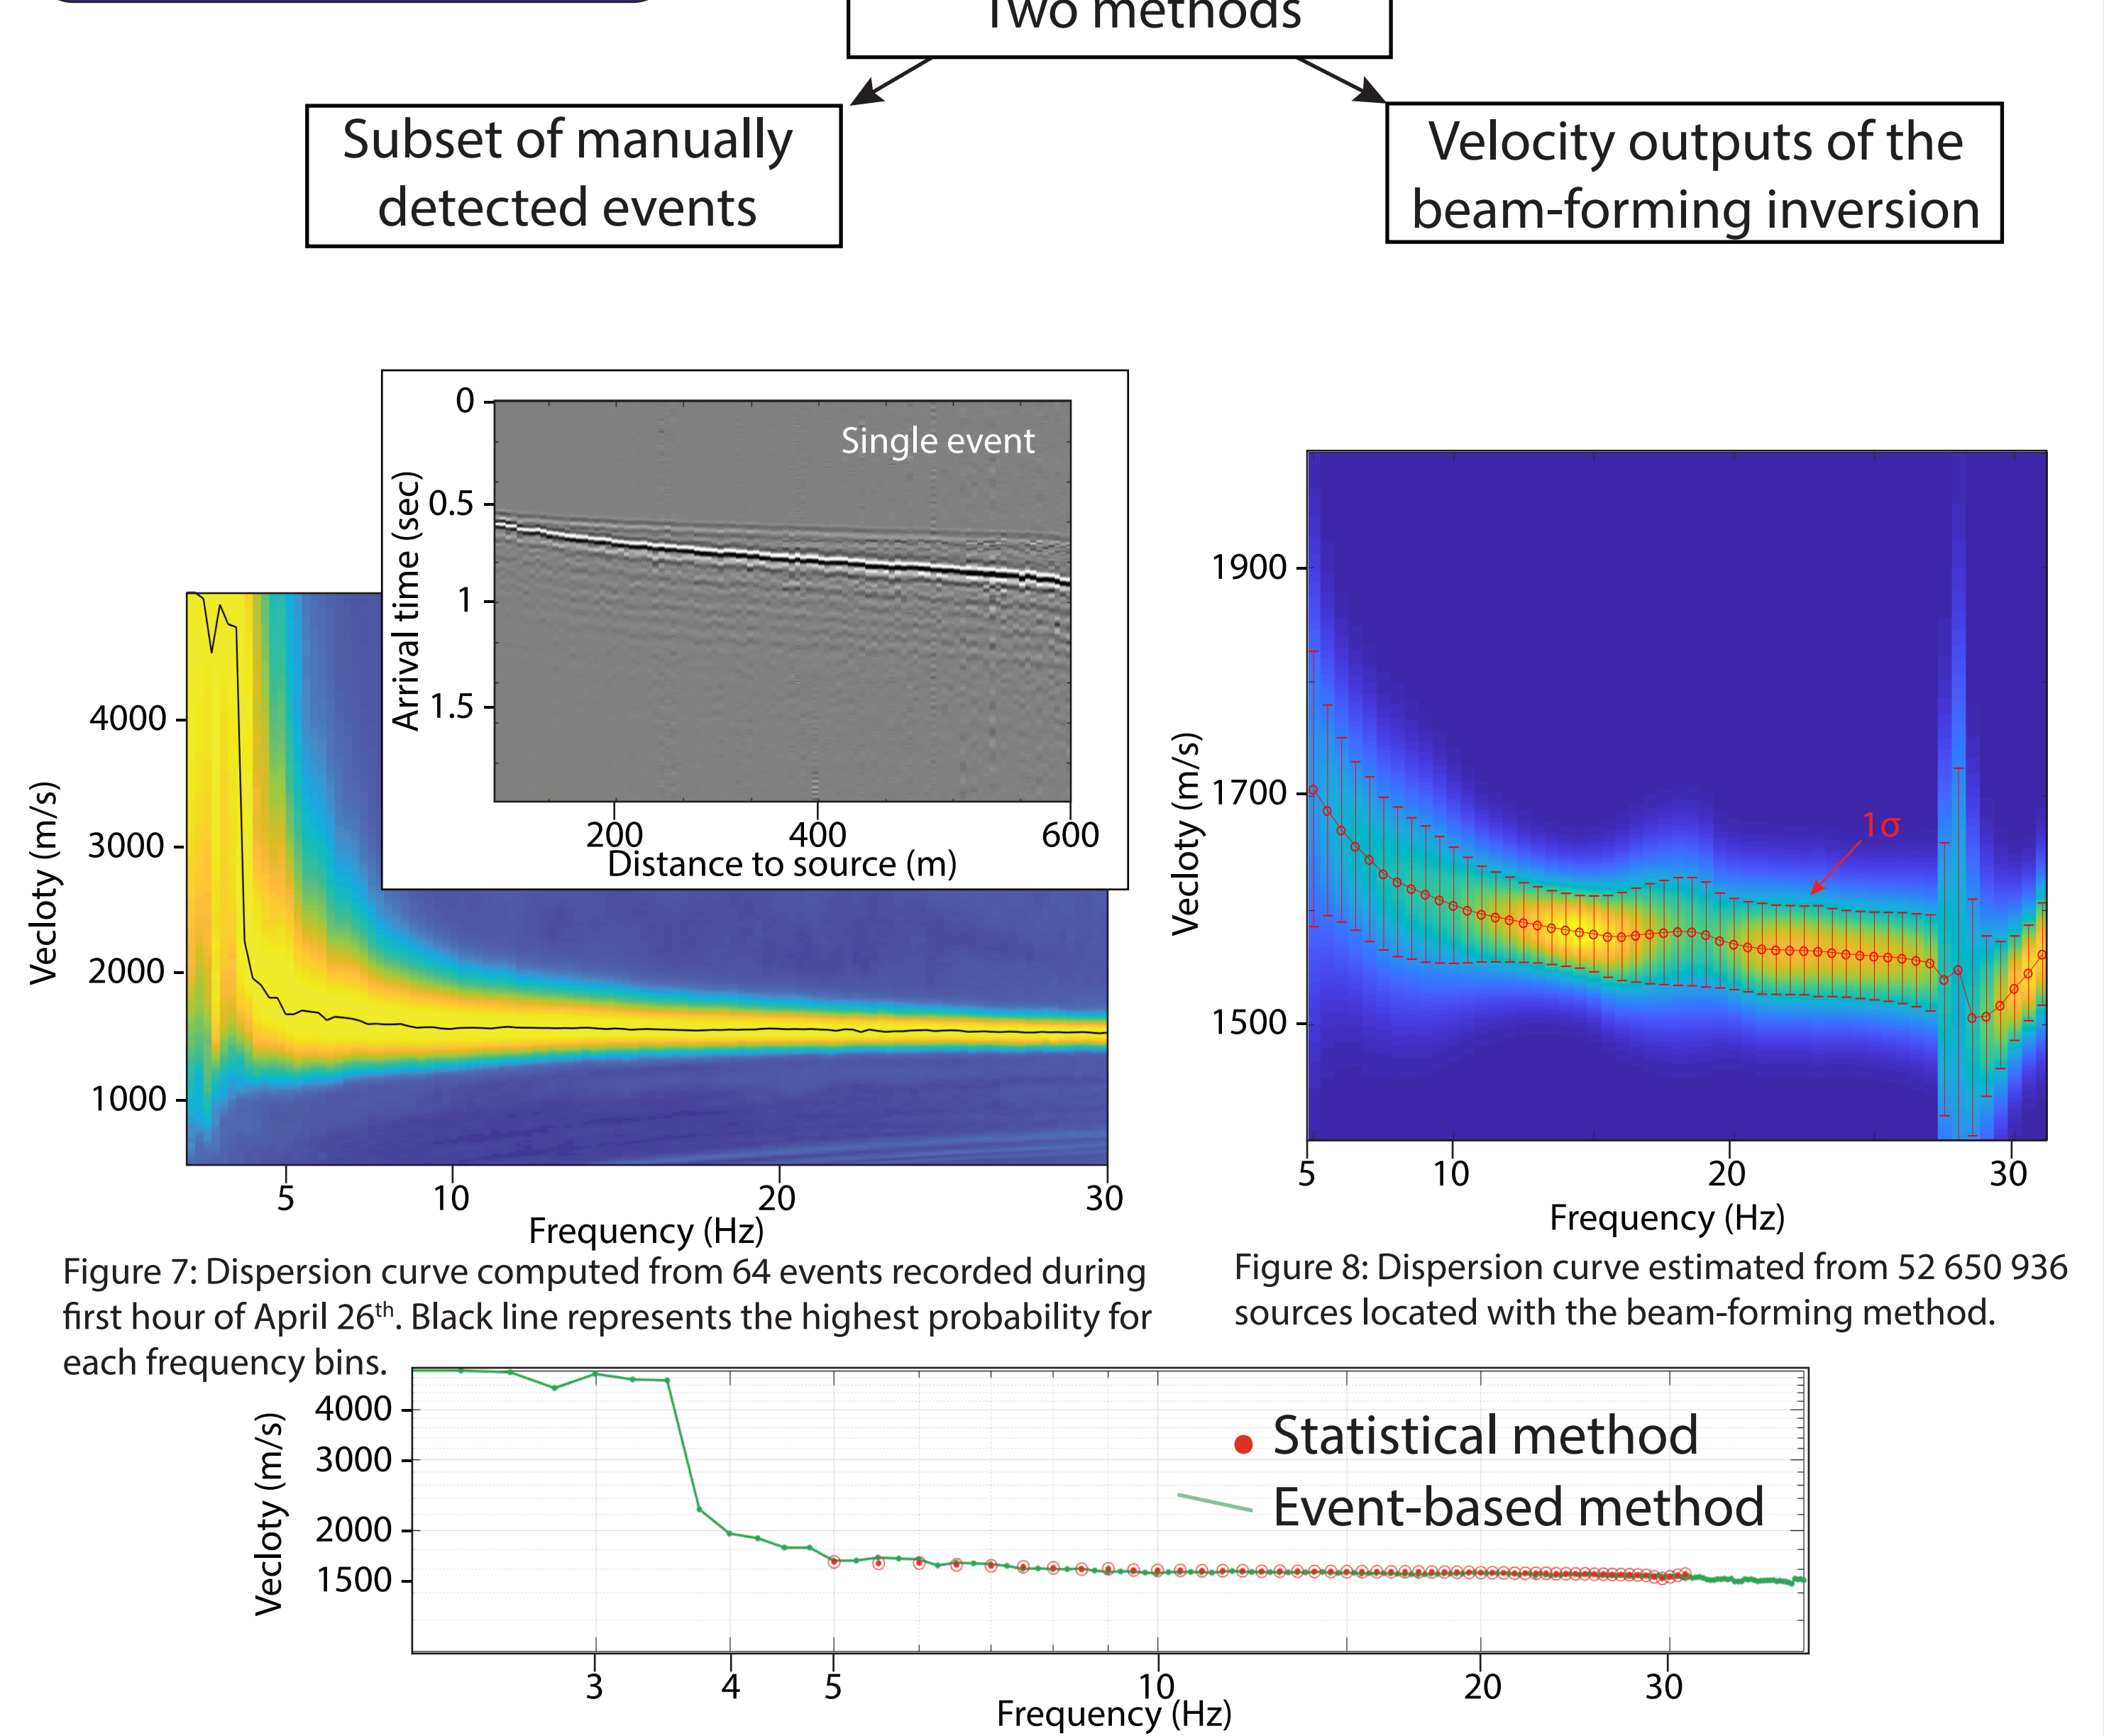 Two methods
Subset of manually
detected events
Velocity outputs of the
beam-forming inversion
Single event
0
0.5
1
1.5
Arrival time (sec)
200
400
600
Distance to source (m)
4000
3000
2000
1000
Vecloty (m/s)
5
10
20
30
Frequency (Hz)
1900
1700
1500
Vecloty (m/s)
1σ
5
10
20
30
Frequency (Hz)
Figure 7: Dispersion curve computed from 64 events recorded during
first hour of April 26th. Black line represents the highest probability for
each frequency bins.
Figure 8: Dispersion curve estimated from 52 650 936
sources located with the beam-forming method.
4000
3000
2000
1500
Vecloty (m/s)
Statistical method
Event-based method
3
4
5
10
20
30
Frequency (Hz)